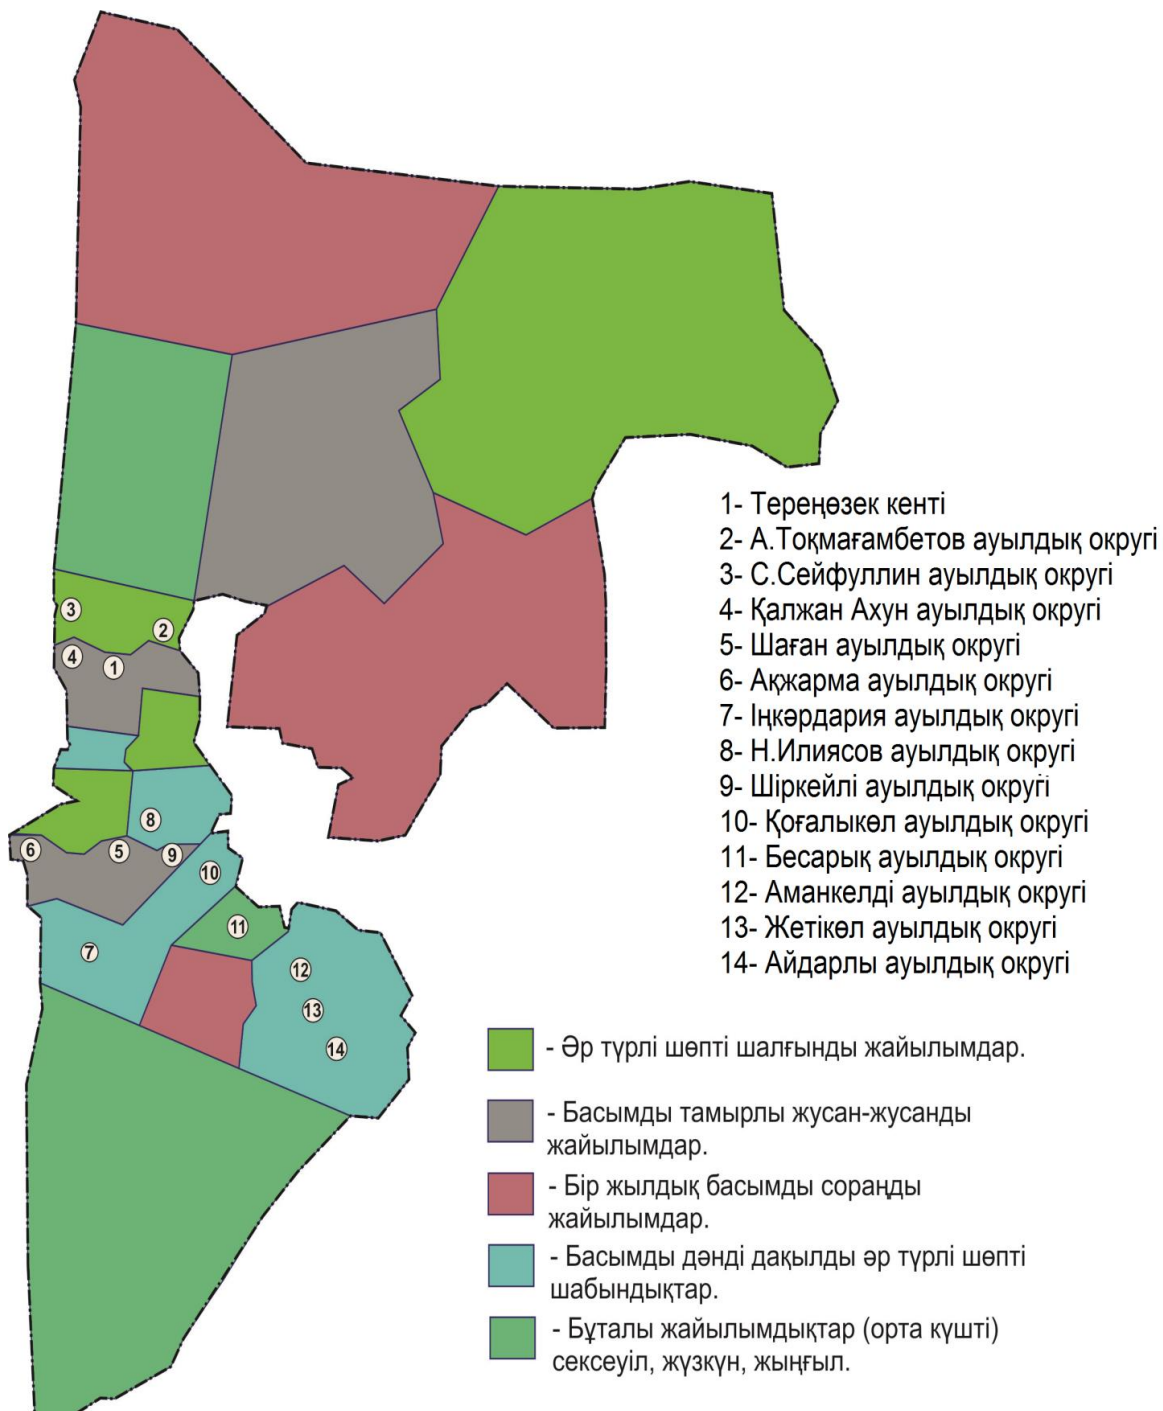 1- Тереңөзек кенті
2- А.Тоқмағамбетов ауылдық округі
3- С.Сейфуллин ауылдық округі
4- Қалжан Ахун ауылдық округі
5- Шаған ауылдық округі
6- Ақжарма ауылдық округі
7- Іңкәрдария ауылдық округі
8- Н.Илиясов ауылдық округі
9- Шіркейлі ауылдық округі
10- Қоғалыкөл ауылдық округі
11- Бесарық ауылдық округі
12- Аманкелді ауылдық округі
13- Жетікөл ауылдық округі
14- Айдарлы ауылдық округі
3
2
4
1
8
6
5
9
10
11
7
12
13
14
- Әр түрлі шөпті шалғынды жайылымдар.
- Басымды тамырлы жусан-жусанды
жайылымдар.
- Бір жылдық басымды сораңды
жайылымдар.
- Басымды дәнді дақылды әр түрлі шөпті
шабындықтар.
- Бұталы жайылымдықтар (орта күшті)
сексеуіл, жүзкүн, жыңғыл.